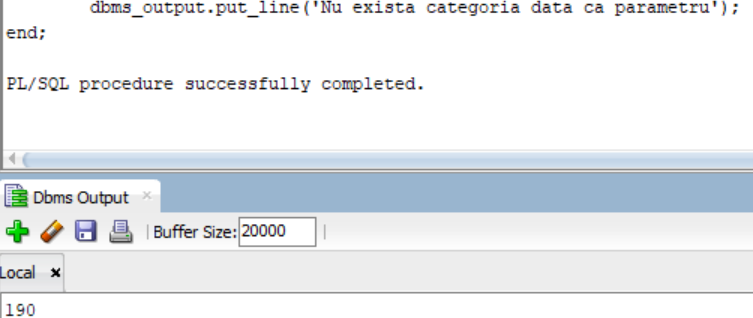 dbms_output.put_line('Nu exista categoria data ca parametru');
end;
PL/SQL procedure successfully completed.
Dbms Output
Buffer Size: 20000
Local
190